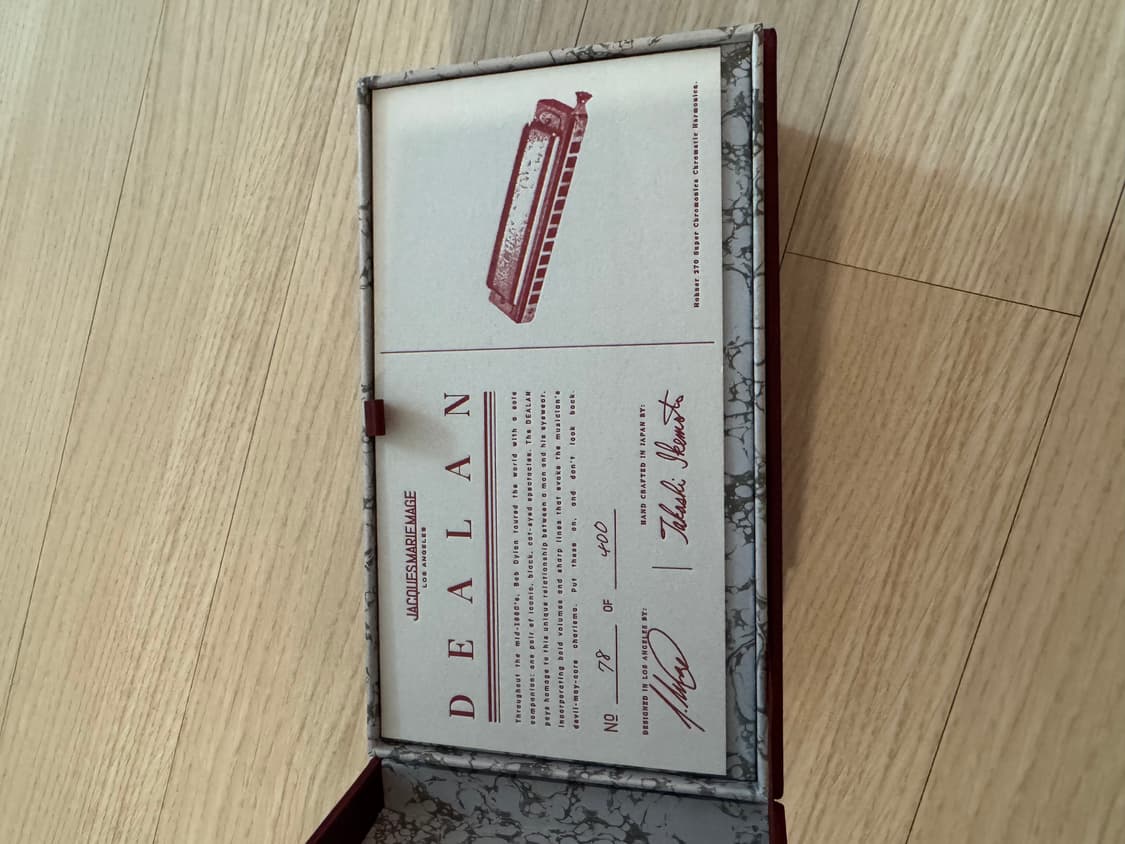 JACQUESMARIEMAGE
LOS ANGELES
DEALAN
Throughout the mid-1960's, Bob Dylan toured the world with a sole
companion: one pair of iconic, black, cat-eyed spectacles. The DEALAN
pays homage to this unique relationship between a man and his eyewear,
incorporating bold volumes and sharp lines that evoke the musician's
devil-may-care charisma. Put these on, and don't look back.
Nº 78 OF 400
DESIGNED IN LOS ANGELES BY:
HAND CRAFTED IN JAPAN BY:
Takashi Ikemoto
Hohner 270 Super Chromonica Chromatic Harmonica.